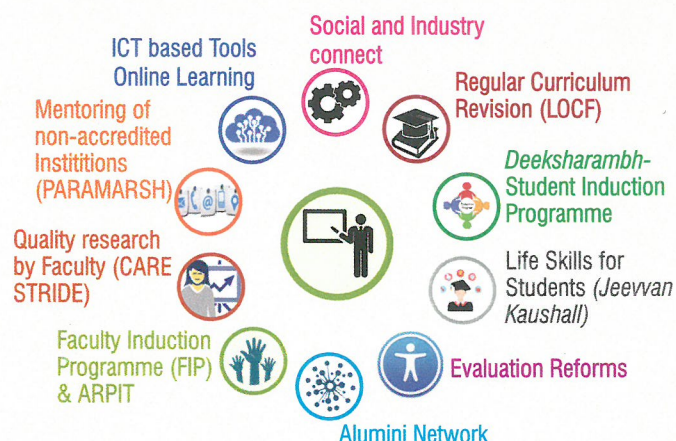 Social and Industry
connect
ICT based Tools
Online Learning
Regular Curriculum
Revision (LOCF)
Mentoring of
non-accredited
Instititions
(PARAMARSH)
Deeksharambh-
Student Induction
Programme
Quality research
by Faculty (CARE
STRIDE)
Life Skills for
Students (Jeevvan
Kaushall)
Faculty Induction
Programme (FIP)
& ARPIT
Evaluation Reforms
Alumini Network